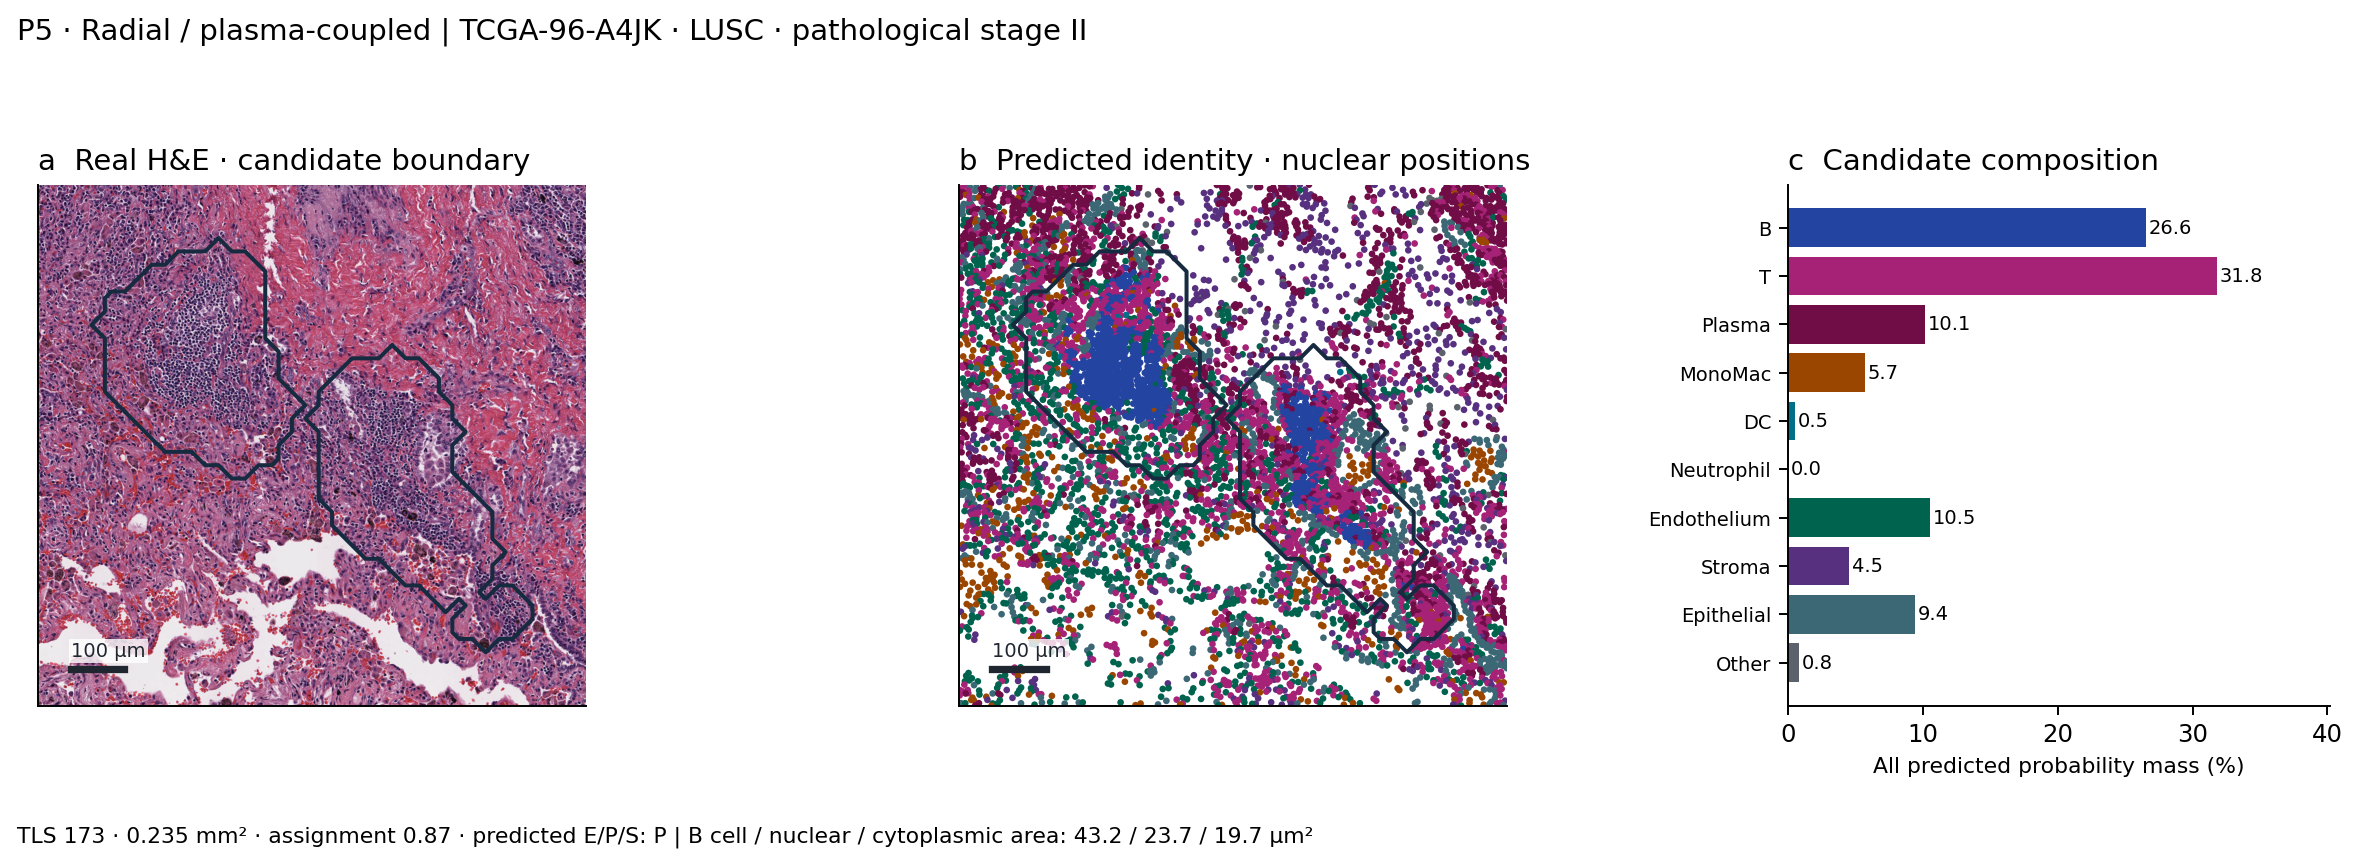 P5 · Radial / plasma-coupled | TCGA-96-A4JK · LUSC · pathological stage II
a Real H&E · candidate boundary
100 µm
b Predicted identity · nuclear positions
100 µm
c Candidate composition
B 26.6
T 31.8
Plasma 10.1
MonoMac 5.7
DC 0.5
Neutrophil 0.0
Endothelium 10.5
Stroma 4.5
Epithelial 9.4
Other 0.8
0 10 20 30 40
All predicted probability mass (%)
TLS 173 · 0.235 mm² · assignment 0.87 · predicted E/P/S: P | B cell / nuclear / cytoplasmic area: 43.2 / 23.7 / 19.7 µm²